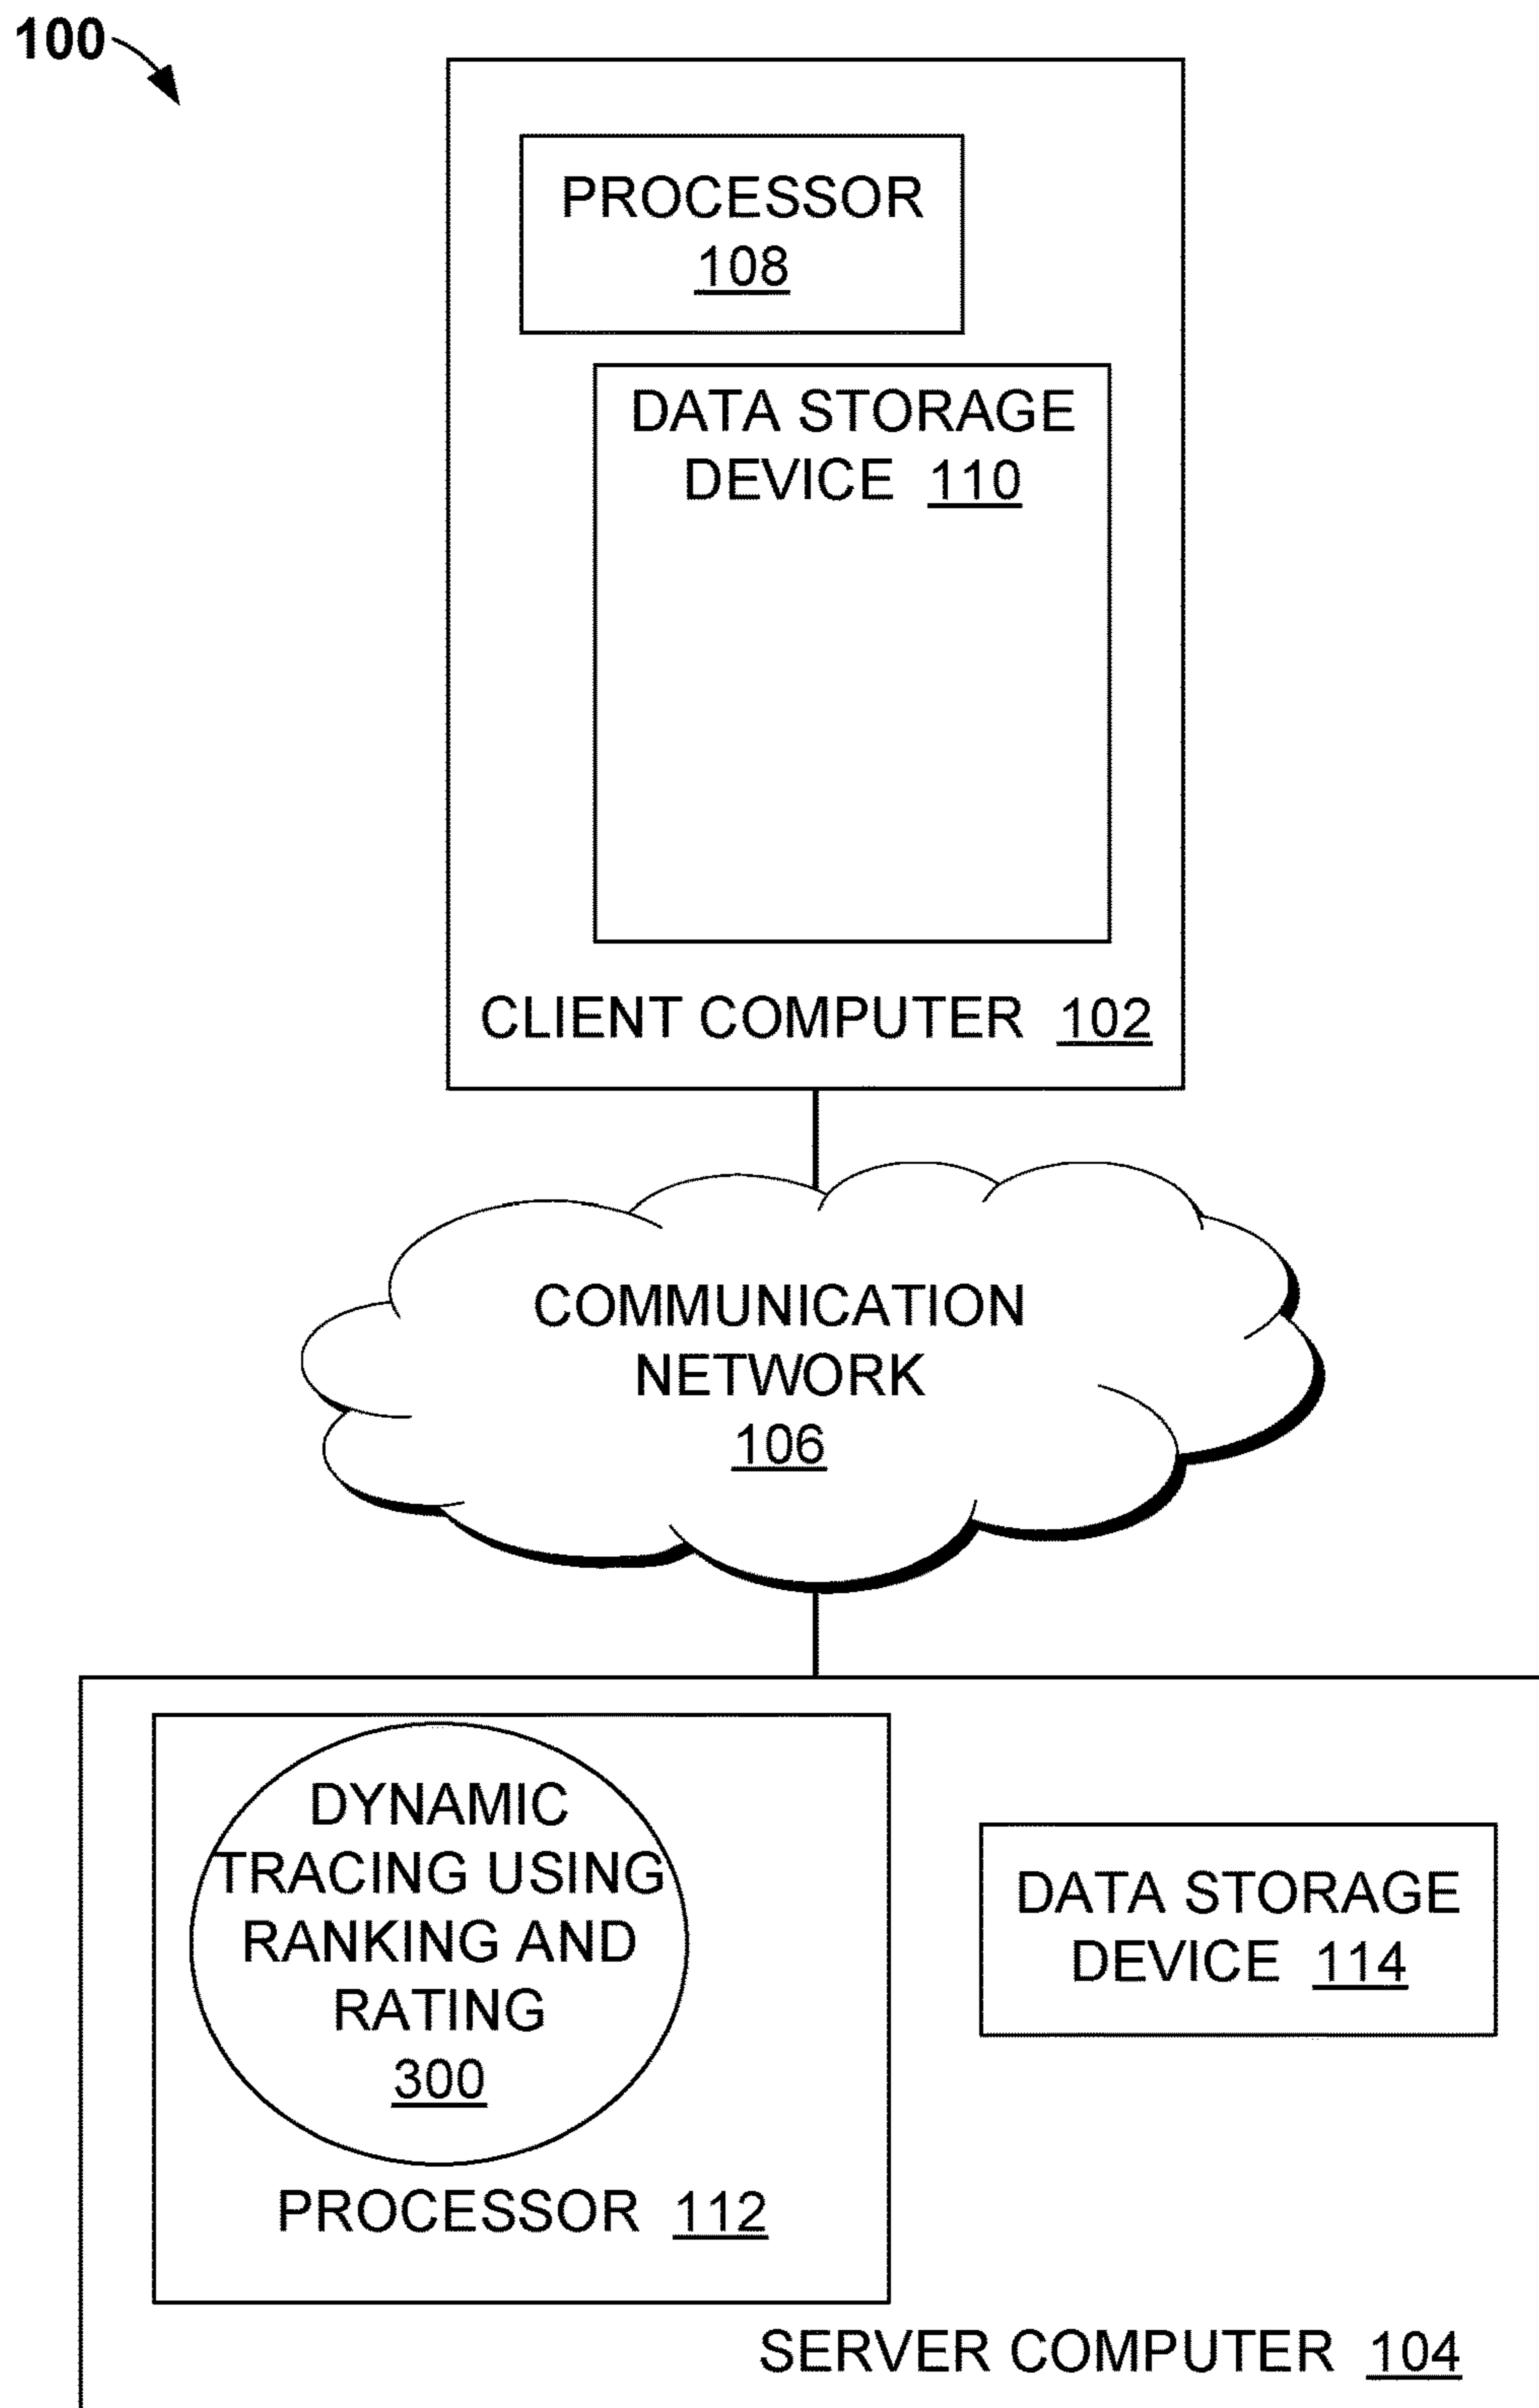 100
PROCESSOR
108
DATA STORAGE
DEVICE 110
CLIENT COMPUTER 102
COMMUNICATION
NETWORK
106
DYNAMIC
TRACING USING
RANKING AND
RATING
300
PROCESSOR 112
DATA STORAGE
DEVICE 114
SERVER COMPUTER 104